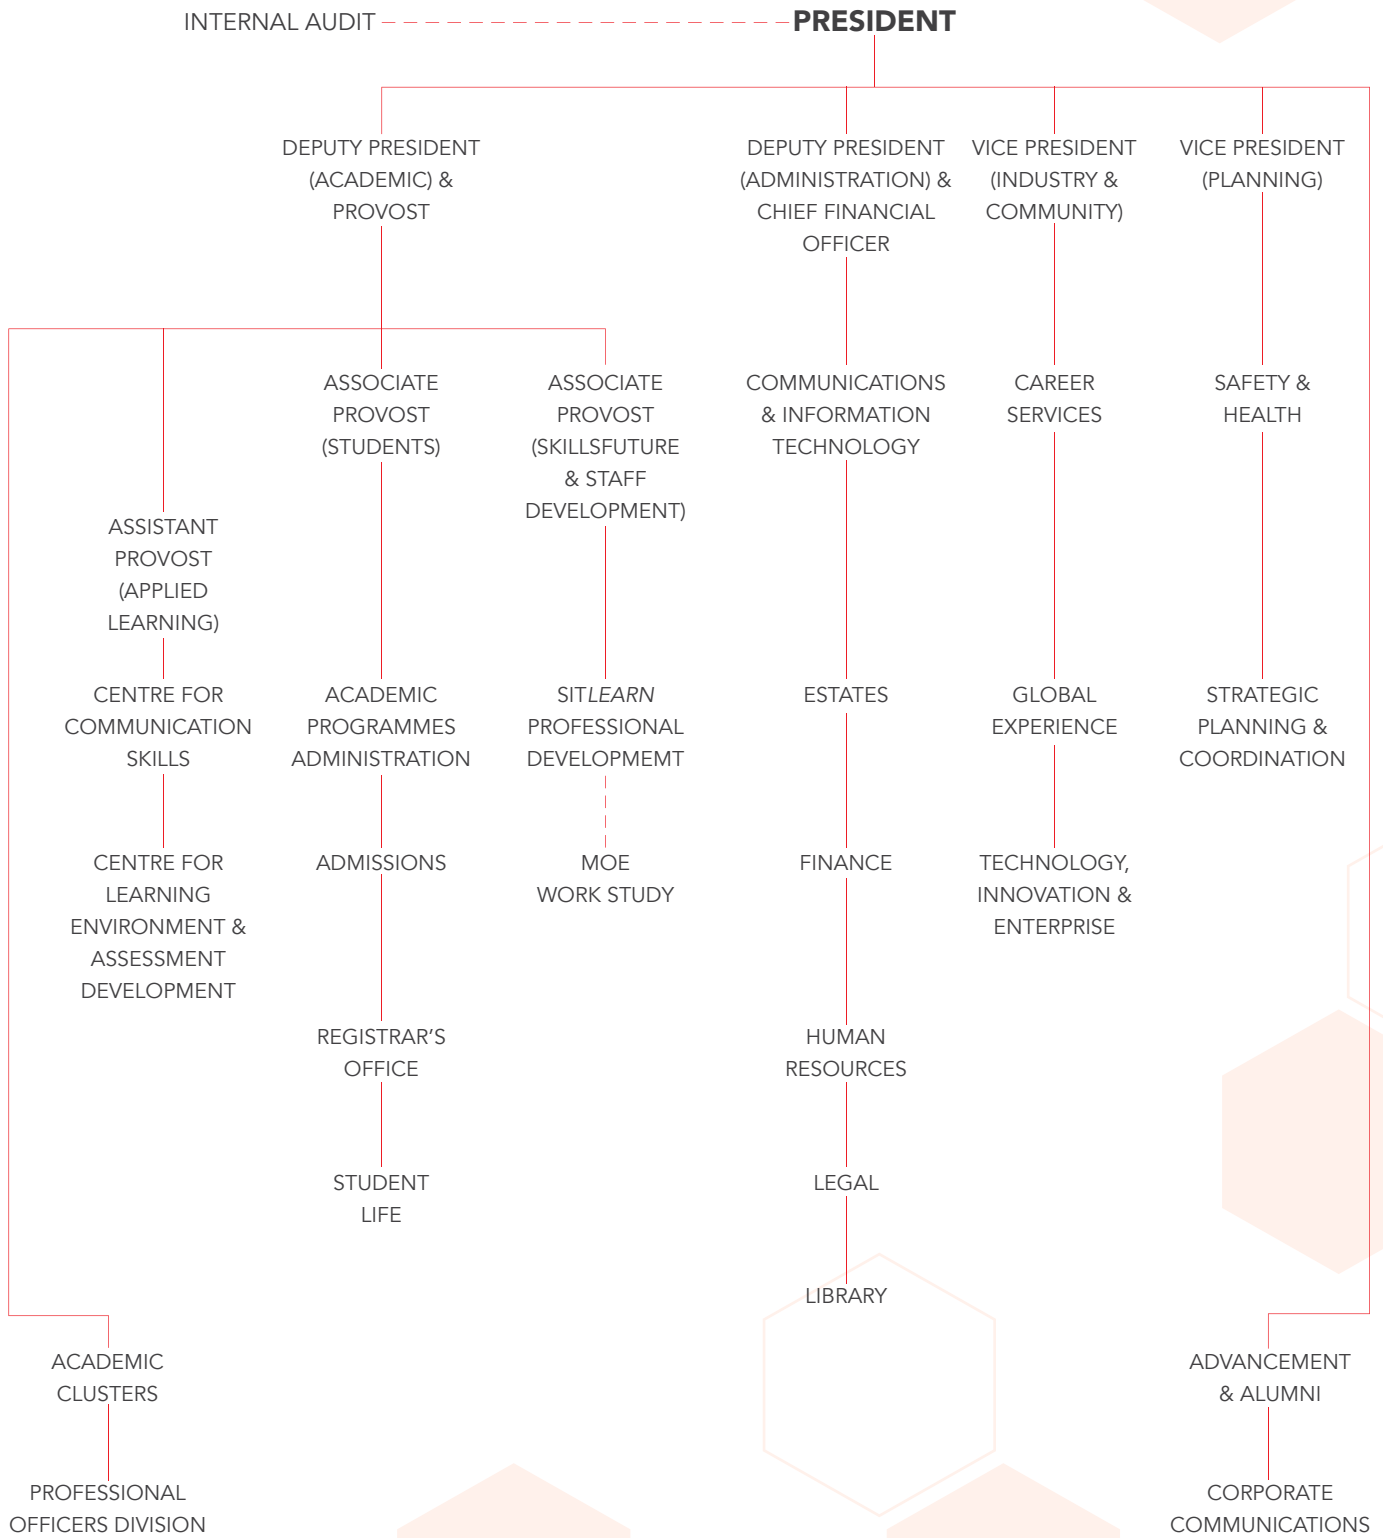 INTERNAL AUDIT
PRESIDENT
DEPUTY PRESIDENT
(ACADEMIC) &
PROVOST
DEPUTY PRESIDENT
(ADMINISTRATION) &
CHIEF FINANCIAL
OFFICER
VICE PRESIDENT
(INDUSTRY &
COMMUNITY)
VICE PRESIDENT
(PLANNING)
ASSISTANT
PROVOST
(APPLIED
LEARNING)
CENTRE FOR
COMMUNICATION
SKILLS
CENTRE FOR
LEARNING
ENVIRONMENT &
ASSESSMENT
DEVELOPMENT
ASSOCIATE
PROVOST
(STUDENTS)
ACADEMIC
PROGRAMMES
ADMINISTRATION
ADMISSIONS
REGISTRAR'S
OFFICE
STUDENT
LIFE
ASSOCIATE
PROVOST
(SKILLSFUTURE
& STAFF
DEVELOPMENT)
SITLEARN
PROFESSIONAL
DEVELOPMEMT
MOE
WORK STUDY
COMMUNICATIONS
& INFORMATION
TECHNOLOGY
ESTATES
FINANCE
HUMAN
RESOURCES
LEGAL
LIBRARY
CAREER
SERVICES
GLOBAL
EXPERIENCE
TECHNOLOGY,
INNOVATION &
ENTERPRISE
SAFETY &
HEALTH
STRATEGIC
PLANNING &
COORDINATION
ACADEMIC
CLUSTERS
PROFESSIONAL
OFFICERS DIVISION
ADVANCEMENT
& ALUMNI
CORPORATE
COMMUNICATIONS